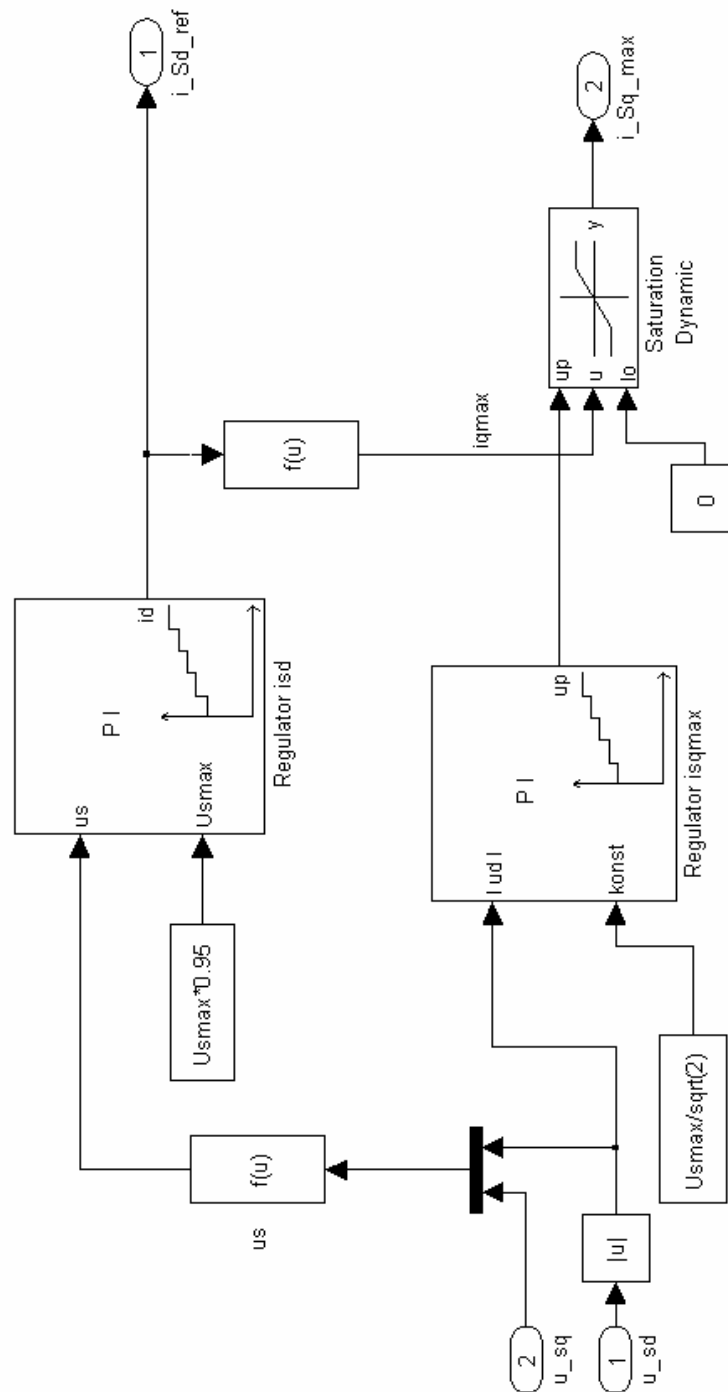 1
i_Sd_ref
us
Usmax
P I
id
Regulator isd
Usmax*0.95
f(u)
us
f(u)
iqmax
2
i_Sq_max
up
u
lo
y
Saturation
Dynamic
0
I ud I
konst
P I
up
Regulator isqmax
Usmax/sqrt(2)
|u|
2
u_sq
1
u_sd